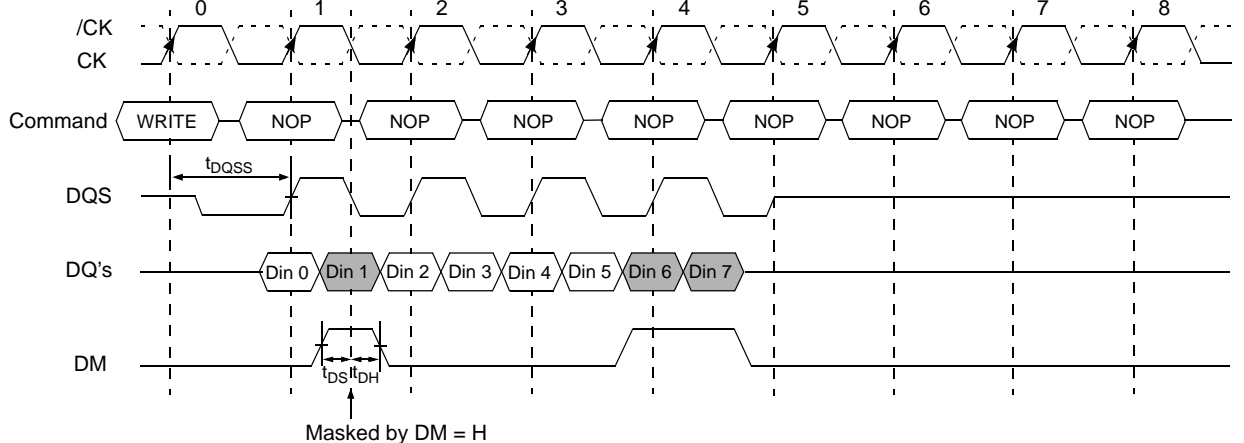 0 1 2 3 4 5 6 7 8
/CK
CK
Command WRITE NOP NOP NOP NOP NOP NOP NOP NOP
tDQSS
DQS
DQ's Din 0 Din 1 Din 2 Din 3 Din 4 Din 5 Din 6 Din 7
DM
tDS tDH
Masked by DM = H